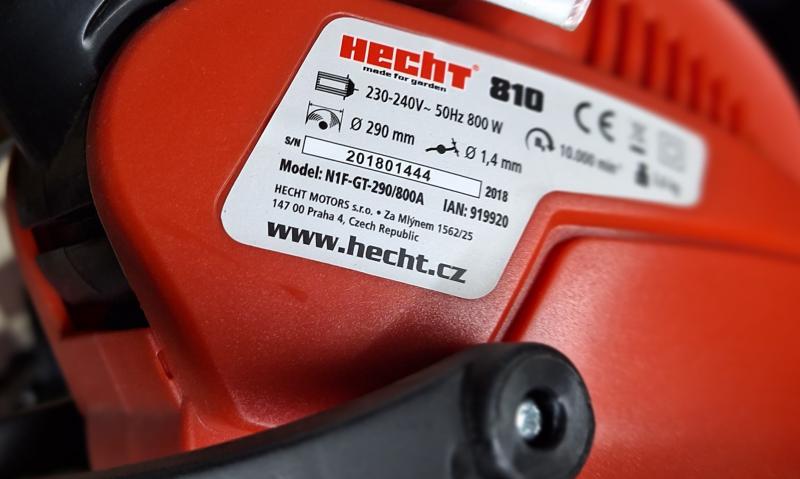 HECHT® 810
made for garden
230-240V~ 50Hz 800 W
Ø 290 mm
Ø 1,4 mm
10.000 min⁻¹
S/N 201801444 2018
Model: N1F-GT-290/800A IAN: 919920
HECHT MOTORS s.r.o. • Za Mlýnem 1562/25
147 00 Praha 4, Czech Republic
www.hecht.cz